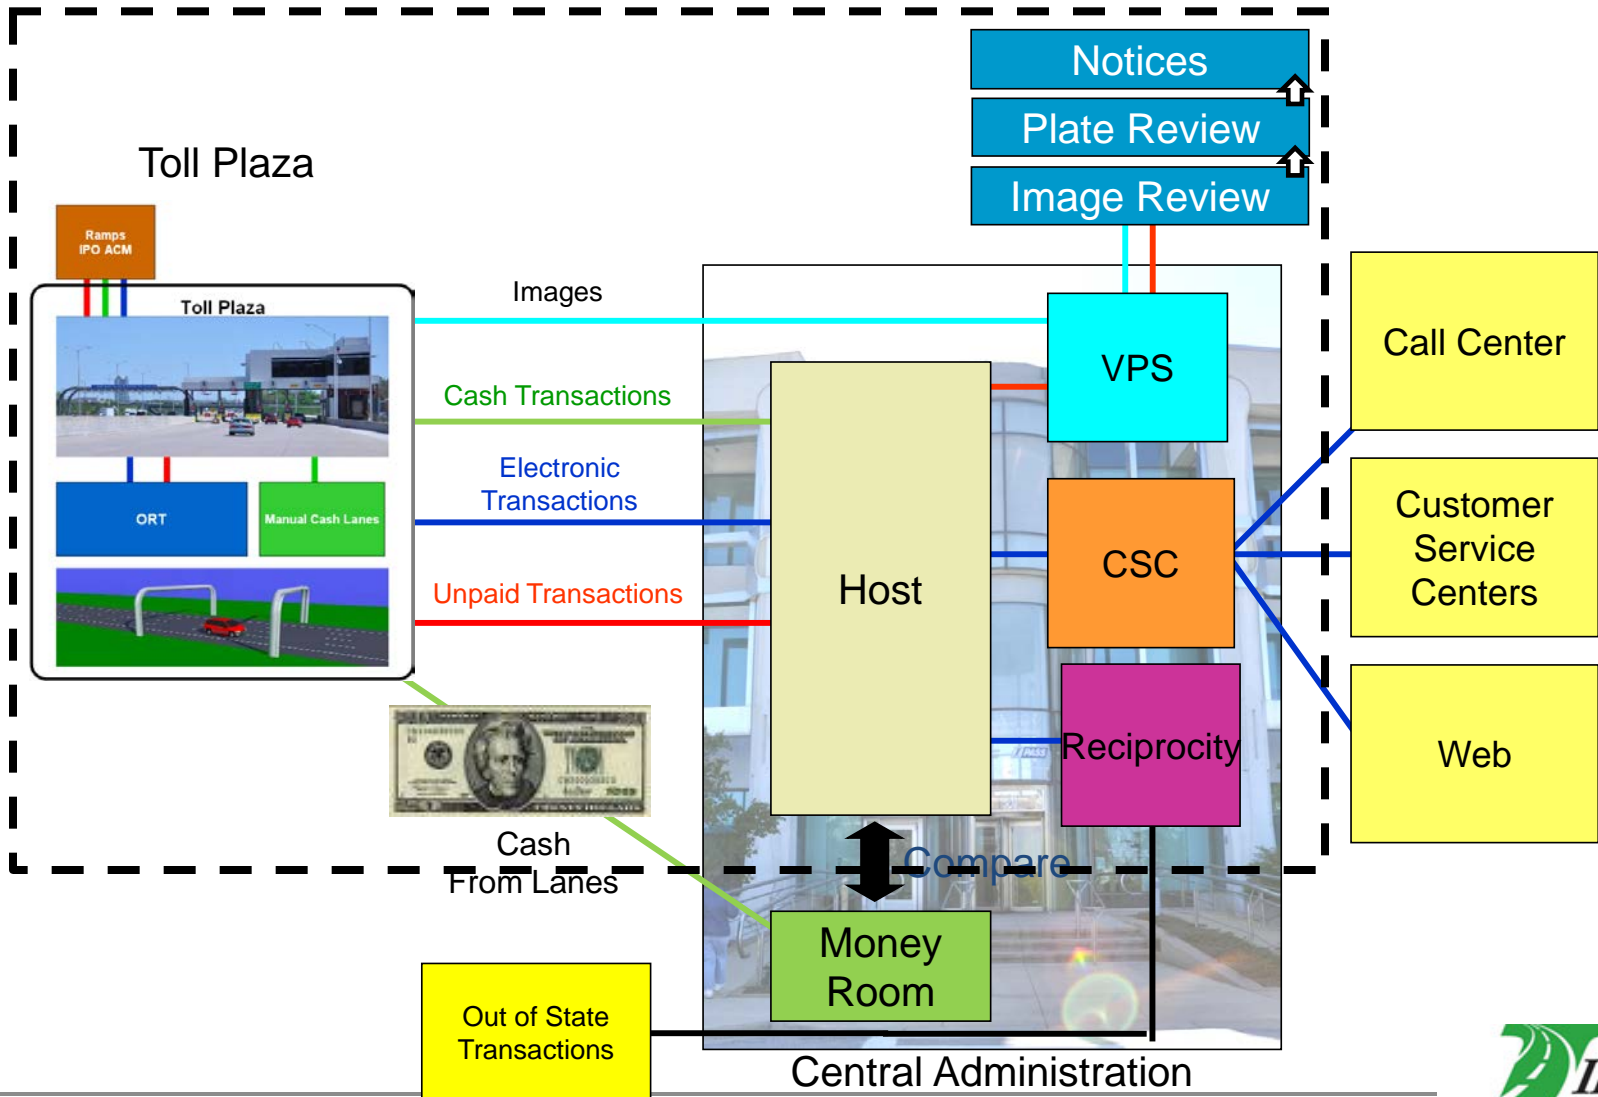 Notices
Plate Review
Image Review
Toll Plaza
Ramps
IPO ACM
Toll Plaza
ORT
Manual Cash Lanes
Images
Cash Transactions
Electronic
Transactions
Unpaid Transactions
Cash
From Lanes
Host
VPS
CSC
Reciprocity
Compare
Money
Room
Out of State
Transactions
Central Administration
Call Center
Customer
Service
Centers
Web
PASS